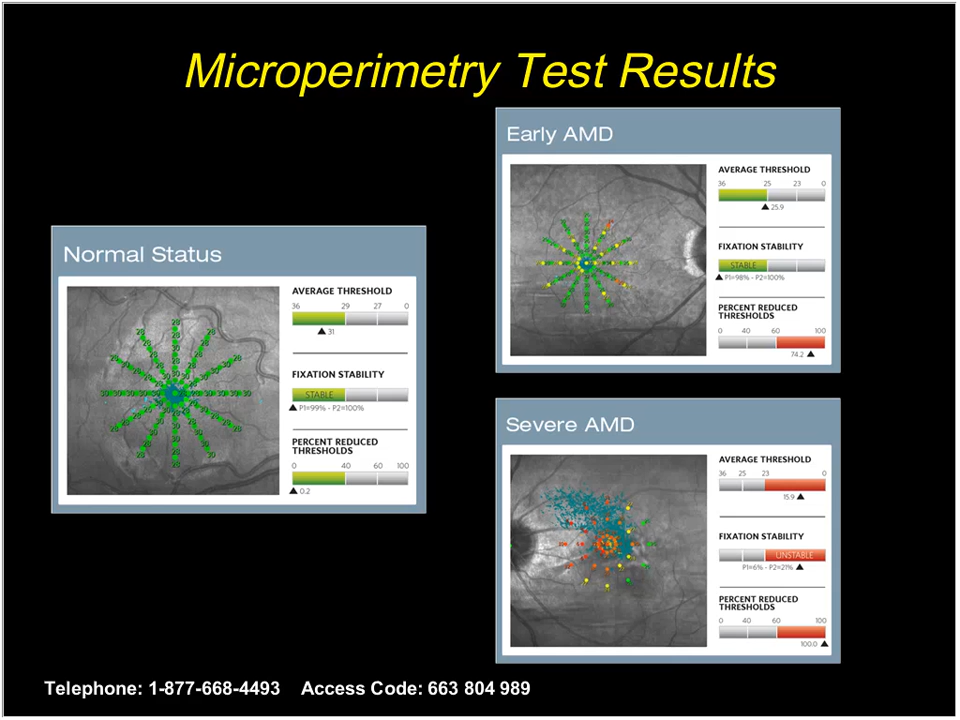 Microperimetry Test Results
Normal Status
AVERAGE THRESHOLD
36 29 27 0
31
FIXATION STABILITY
STABLE
P1=99% - P2=100%
PERCENT REDUCED
THRESHOLDS
0 40 60 100
0.2
Early AMD
AVERAGE THRESHOLD
36 25 23 0
25.9
FIXATION STABILITY
STABLE
P1=98% - P2=100%
PERCENT REDUCED
THRESHOLDS
0 40 60 100
74.2
Severe AMD
AVERAGE THRESHOLD
36 25 23 0
15.9
FIXATION STABILITY
UNSTABLE
P1=6% - P2=21%
PERCENT REDUCED
THRESHOLDS
0 40 60 100
100.0
Telephone: 1-877-668-4493 Access Code: 663 804 989